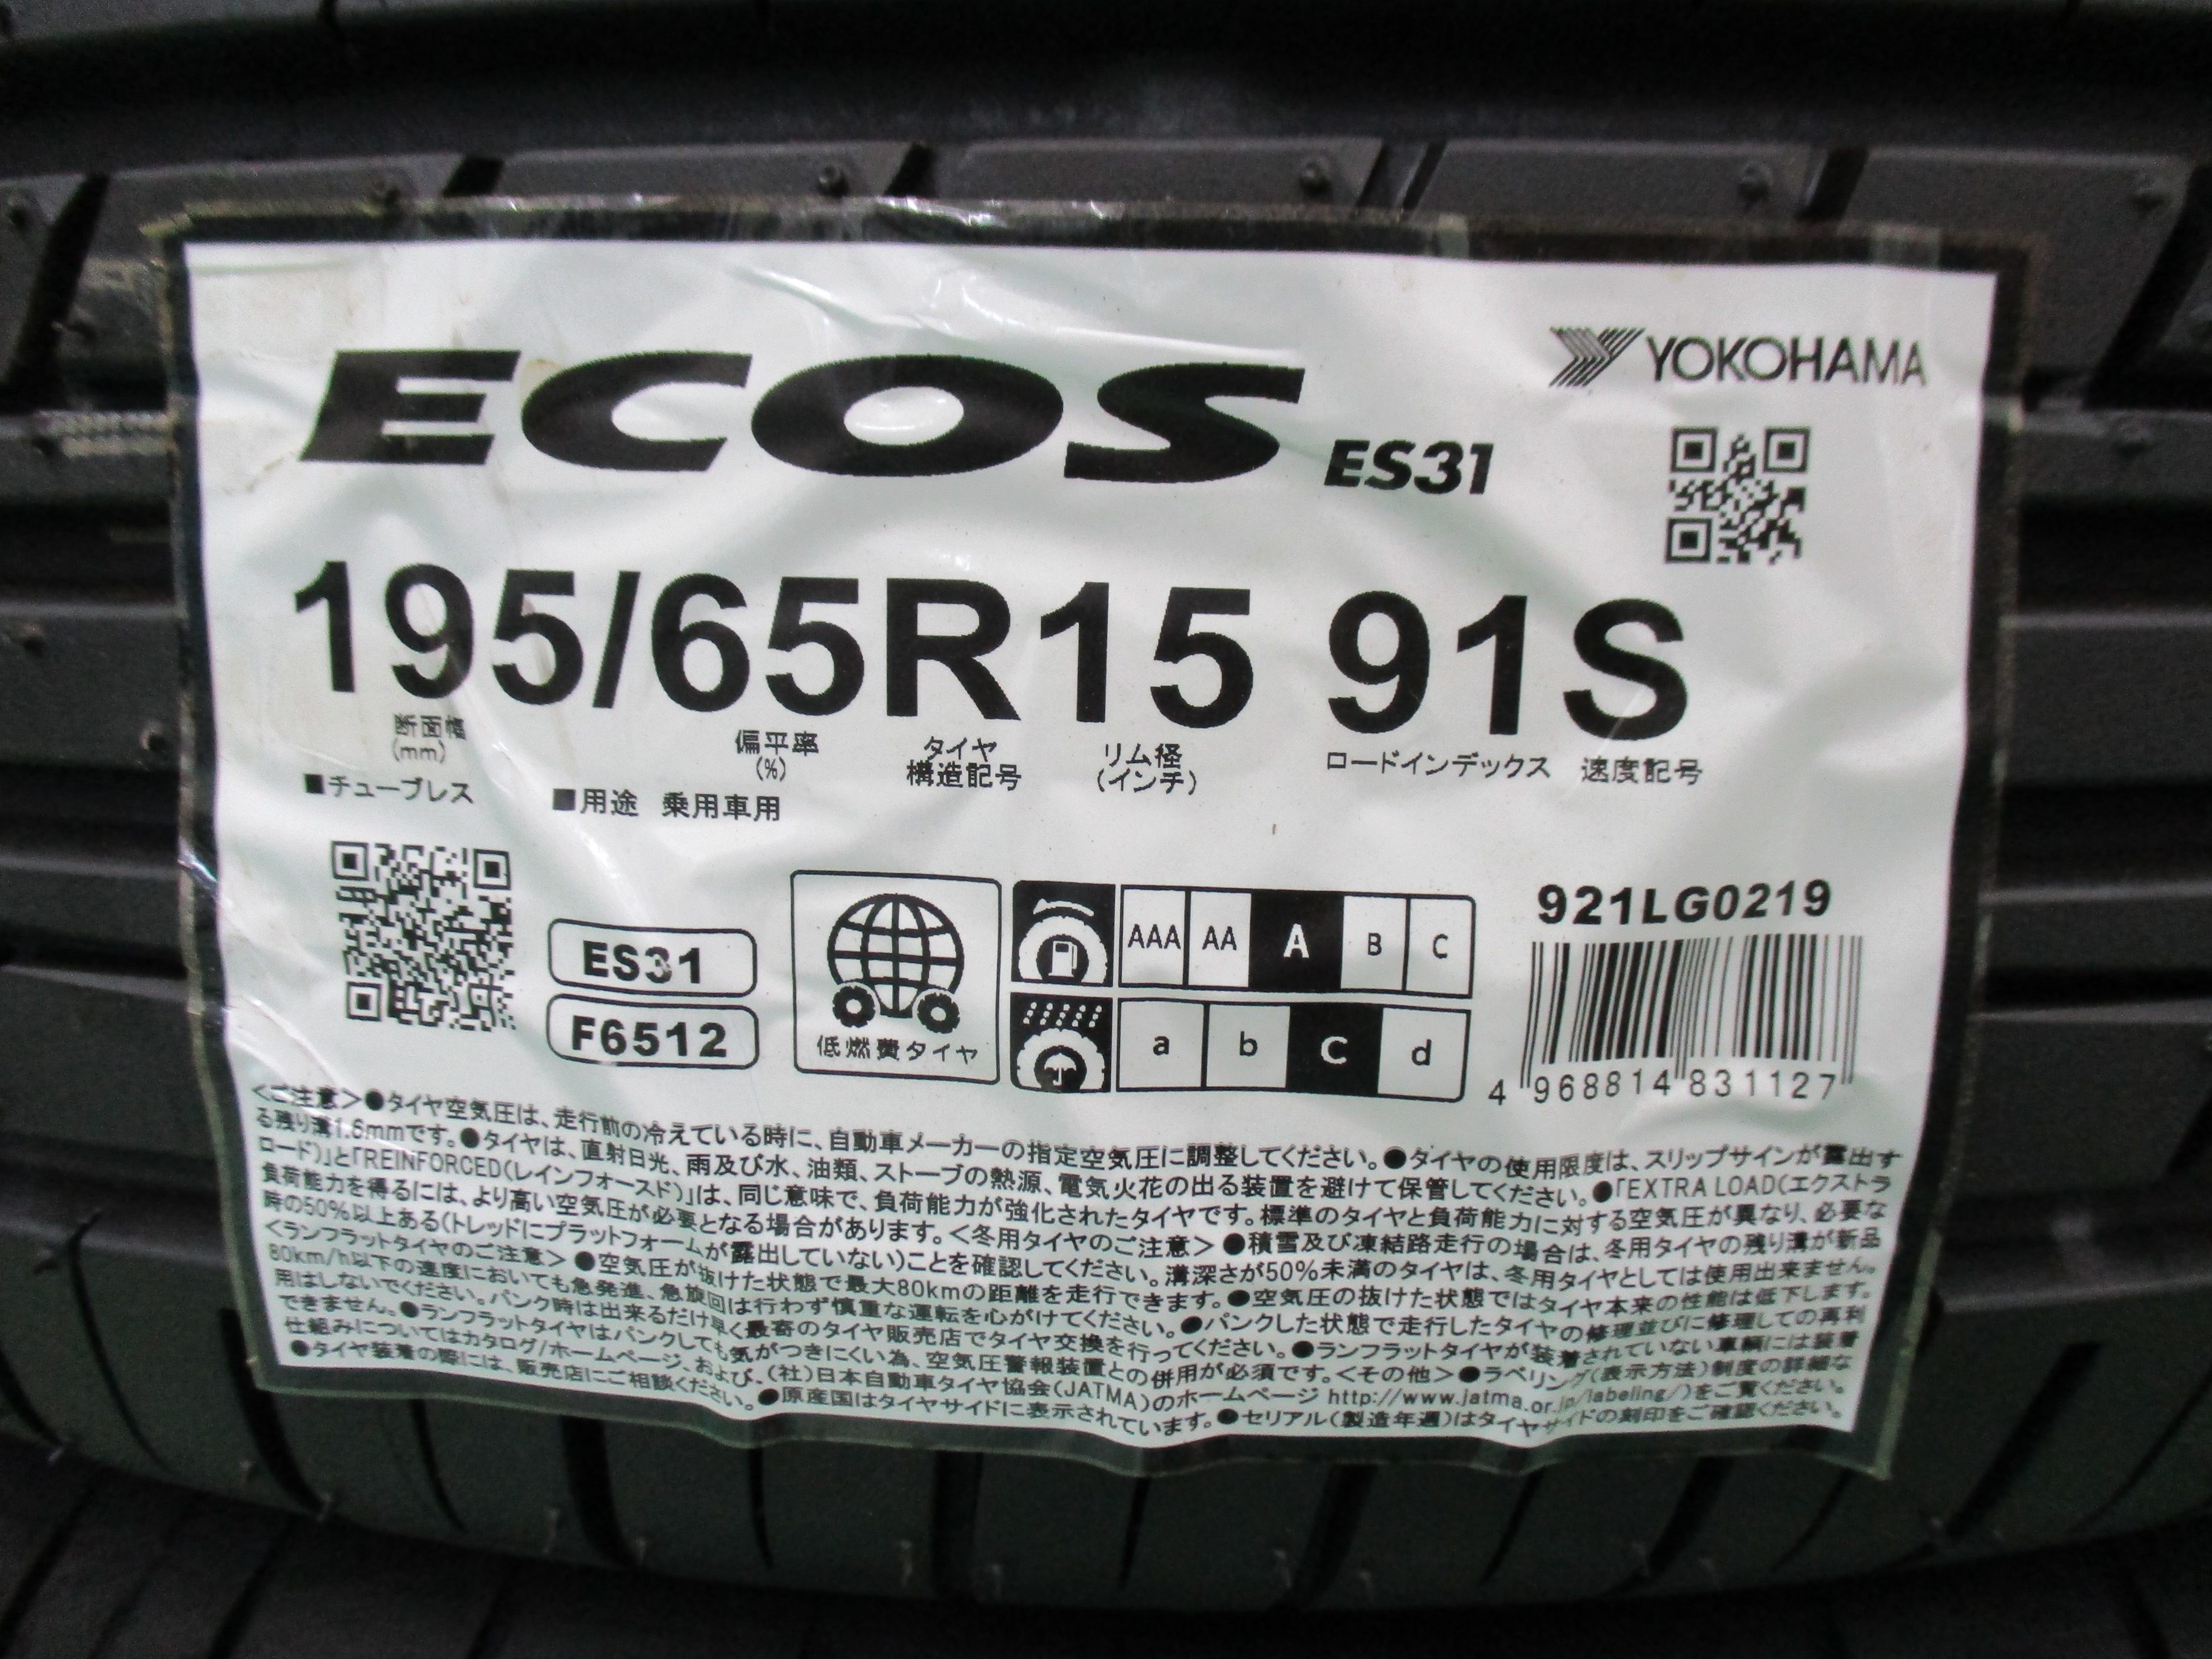 YOKOHAMA
ECOS ES31
195/65R15 91S
断面幅 (mm)
偏平率 (%)
タイヤ 構造記号
リム径 (インチ)
ロードインデックス
速度記号
■チューブレス
■用途 乗用車用
ES31
F6512
低燃費タイヤ
AAA AA A B C
a b c d
921LG0219
4 968814 831127
<ご注意>●タイヤ空気圧は、走行前の冷えている時に、自動車メーカーの指定空気圧に調整してください。●タイヤの使用限度は、スリップサインが露出す
る残り溝1.6mmです。●タイヤは、直射日光、雨及び水、油類、ストーブの熱源、電気火花の出る装置を避けて保管してください。●「EXTRA LOAD(エクストラ
ロード)」と「REINFORCED(レインフォースド)」は、同じ意味で、負荷能力が強化されたタイヤです。標準のタイヤと負荷能力に対する空気圧が異なり、必要な
負荷能力を得るには、より高い空気圧が必要となる場合があります。<冬用タイヤのご注意>●積雪及び凍結路走行の場合は、冬用タイヤの残り溝が新品
時の50%以上ある(トレッドにプラットフォームが露出していない)ことを確認してください。溝深さが50%未満のタイヤは、冬用タイヤとしては使用出来ません。
<ランフラットタイヤのご注意>●空気圧が抜けた状態で最大80kmの距離を走行できます。●空気圧の抜けた状態ではタイヤ本来の性能は低下します。
80km/h以下の速度においても急発進、急旋回は行わず慎重な運転を心がけてください。●パンクした状態で走行したタイヤの修理並びに修理しての再利
用はしないでください。パンク時は出来るだけ早く最寄のタイヤ販売店でタイヤ交換を行ってください。●ランフラットタイヤが装着されていない車輌には装着
できません。●ランフラットタイヤはパンクしても気がつきにくい為、空気圧警報装置との併用が必須です。<その他>●ラベリング(表示方法)制度の詳細な
仕組みについてはカタログ/ホームページ、および、(社)日本自動車タイヤ協会(JATMA)のホームページ http://www.jatma.or.jp/labeling/)をご覧ください。
●タイヤ装着の際には、販売店にご相談ください。●原産国はタイヤサイドに表示されています。●セリアル(製造年週)はタイヤサイドの刻印をご確認ください。